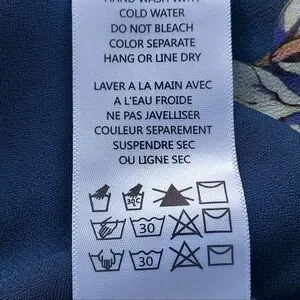 HAND WASH WITH
COLD WATER
DO NOT BLEACH
COLOR SEPARATE
HANG OR LINE DRY
LAVER A LA MAIN AVEC
A L'EAU FROIDE
NE PAS JAVELLISER
COULEUR SEPAREMENT
SUSPENDRE SEC
OU LIGNE SEC
30°C
30
30